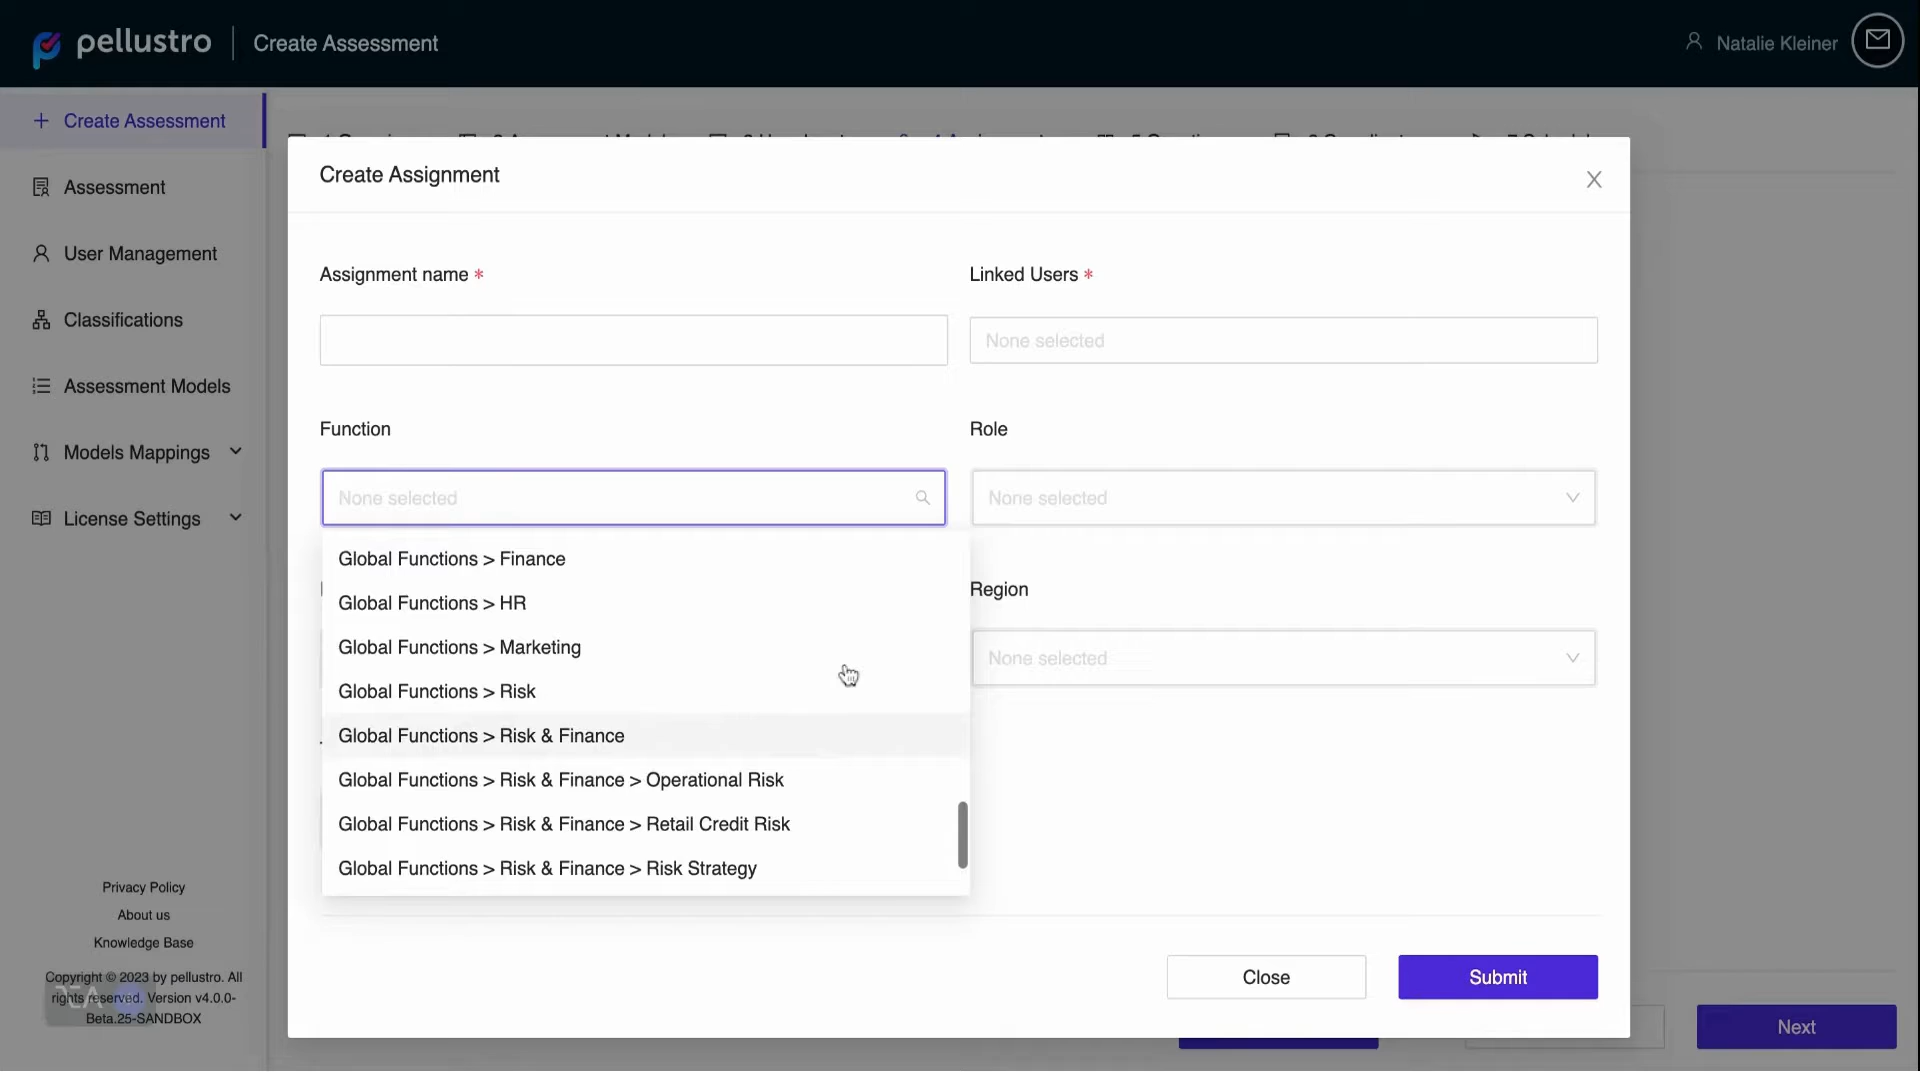 pellustro
Create Assessment
Natalie Kleiner
Create Assessment
Assessment
User Management
Classifications
Assessment Models
Models Mappings
License Settings
Create Assignment
Assignment name *
Linked Users *
None selected
Function
Role
None selected
None selected
Global Functions > Finance
Global Functions > HR
Global Functions > Marketing
Global Functions > Risk
Global Functions > Risk & Finance
Global Functions > Risk & Finance > Operational Risk
Global Functions > Risk & Finance > Retail Credit Risk
Global Functions > Risk & Finance > Risk Strategy
Region
None selected
Close
Submit
Next
Privacy Policy
About us
Knowledge Base
Copyright © 2023 by pellustro. All
rights reserved. Version v4.0.0-
Beta.25-SANDBOX